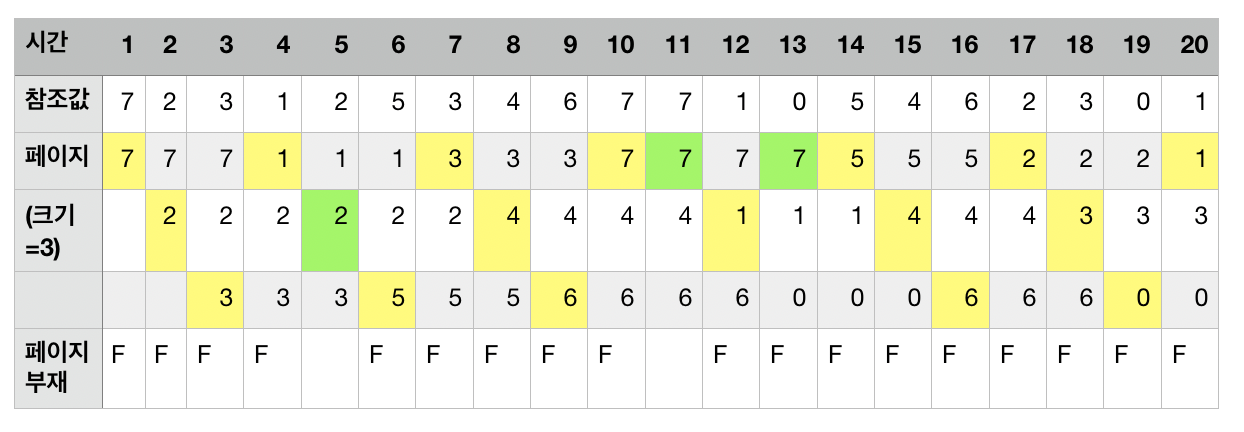 시간 1 2 3 4 5 6 7 8 9 10 11 12 13 14 15 16 17 18 19 20
참조값 7 2 3 1 2 5 3 4 6 7 7 1 0 5 4 6 2 3 0 1
페이지 7 7 7 1 1 1 3 3 3 7 7 7 7 5 5 5 2 2 2 1
(크기 2 2 2 2 2 2 4 4 4 4 1 1 1 4 4 4 3 3 3
=3)
3 3 3 5 5 5 6 6 6 6 0 0 0 6 6 6 0 0
페이지 F F F F F F F F F F F F F F F F F F
부재